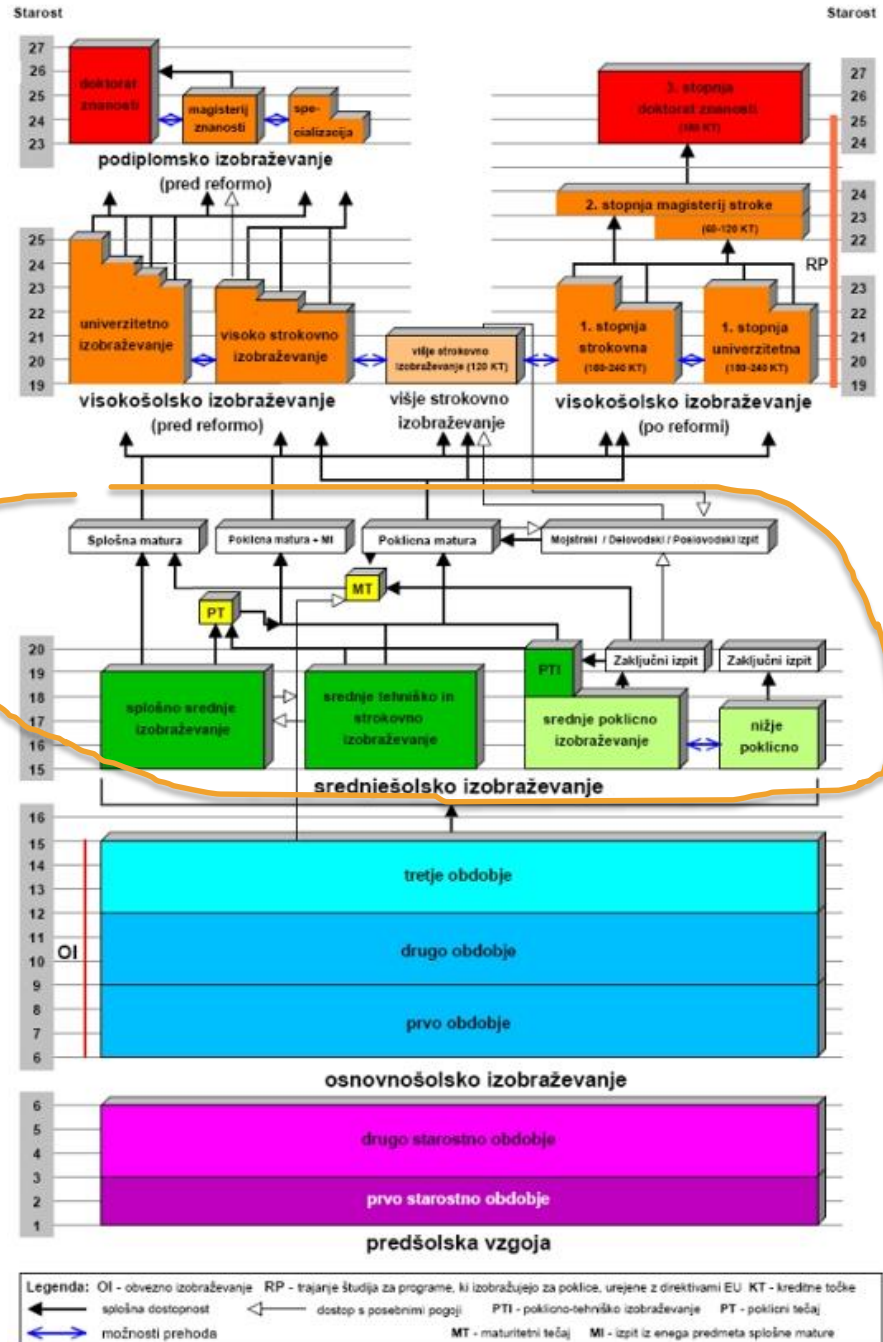 Starost
Starost
27
26
25
24
23
doktorat
znanosti
magisterij
znanosti
spe-
cializacija
podiplomsko izobraževanje
(pred reformo)
3. stopnja
doktorat znanosti
(180 KT)
27
26
25
24
2. stopnja magisterij stroke
(60-120 KT)
24
23
22
RP
25
24
23
22
21
20
19
univerzitetno
izobraževanje
visoko strokovno
izobraževanje
višje strokovno
izobraževanje (120 KT)
1. stopnja
strokovna
(180-240 KT)
1. stopnja
univerzitetna
(180-240 KT)
23
22
21
20
19
visokošolsko izobraževanje
(pred reformo)
višje strokovno
izobraževanje
visokošolsko izobraževanje
(po reformi)
Splošna matura
Poklicna matura + MI
Poklicna matura
Mojstrski / Delovodski / Poslovodski izpit
MT
PT
20
19
18
17
16
15
splošno srednje
izobraževanje
srednje tehniško in
strokovno
izobraževanje
PTI
Zaključni izpit
Zaključni izpit
srednje poklicno
izobraževanje
nižje
poklicno
srednješolsko izobraževanje
16
15
14
13
12
11
10
9
8
7
6
OI
tretje obdobje
drugo obdobje
prvo obdobje
osnovnošolsko izobraževanje
6
5
4
3
2
1
drugo starostno obdobje
prvo starostno obdobje
predšolska vzgoja
Legenda: OI - obvezno izobraževanje RP - trajanje študija za programe, ki izobražujejo za poklice, urejene z direktivami EU KT - kreditne točke
splošna dostopnost dostop s posebnimi pogoji PTI - poklicno-tehniško izobraževanje PT - poklicni tečaj
možnosti prehoda MT - maturitetni tečaj MI - izpit iz enega predmeta splošne mature